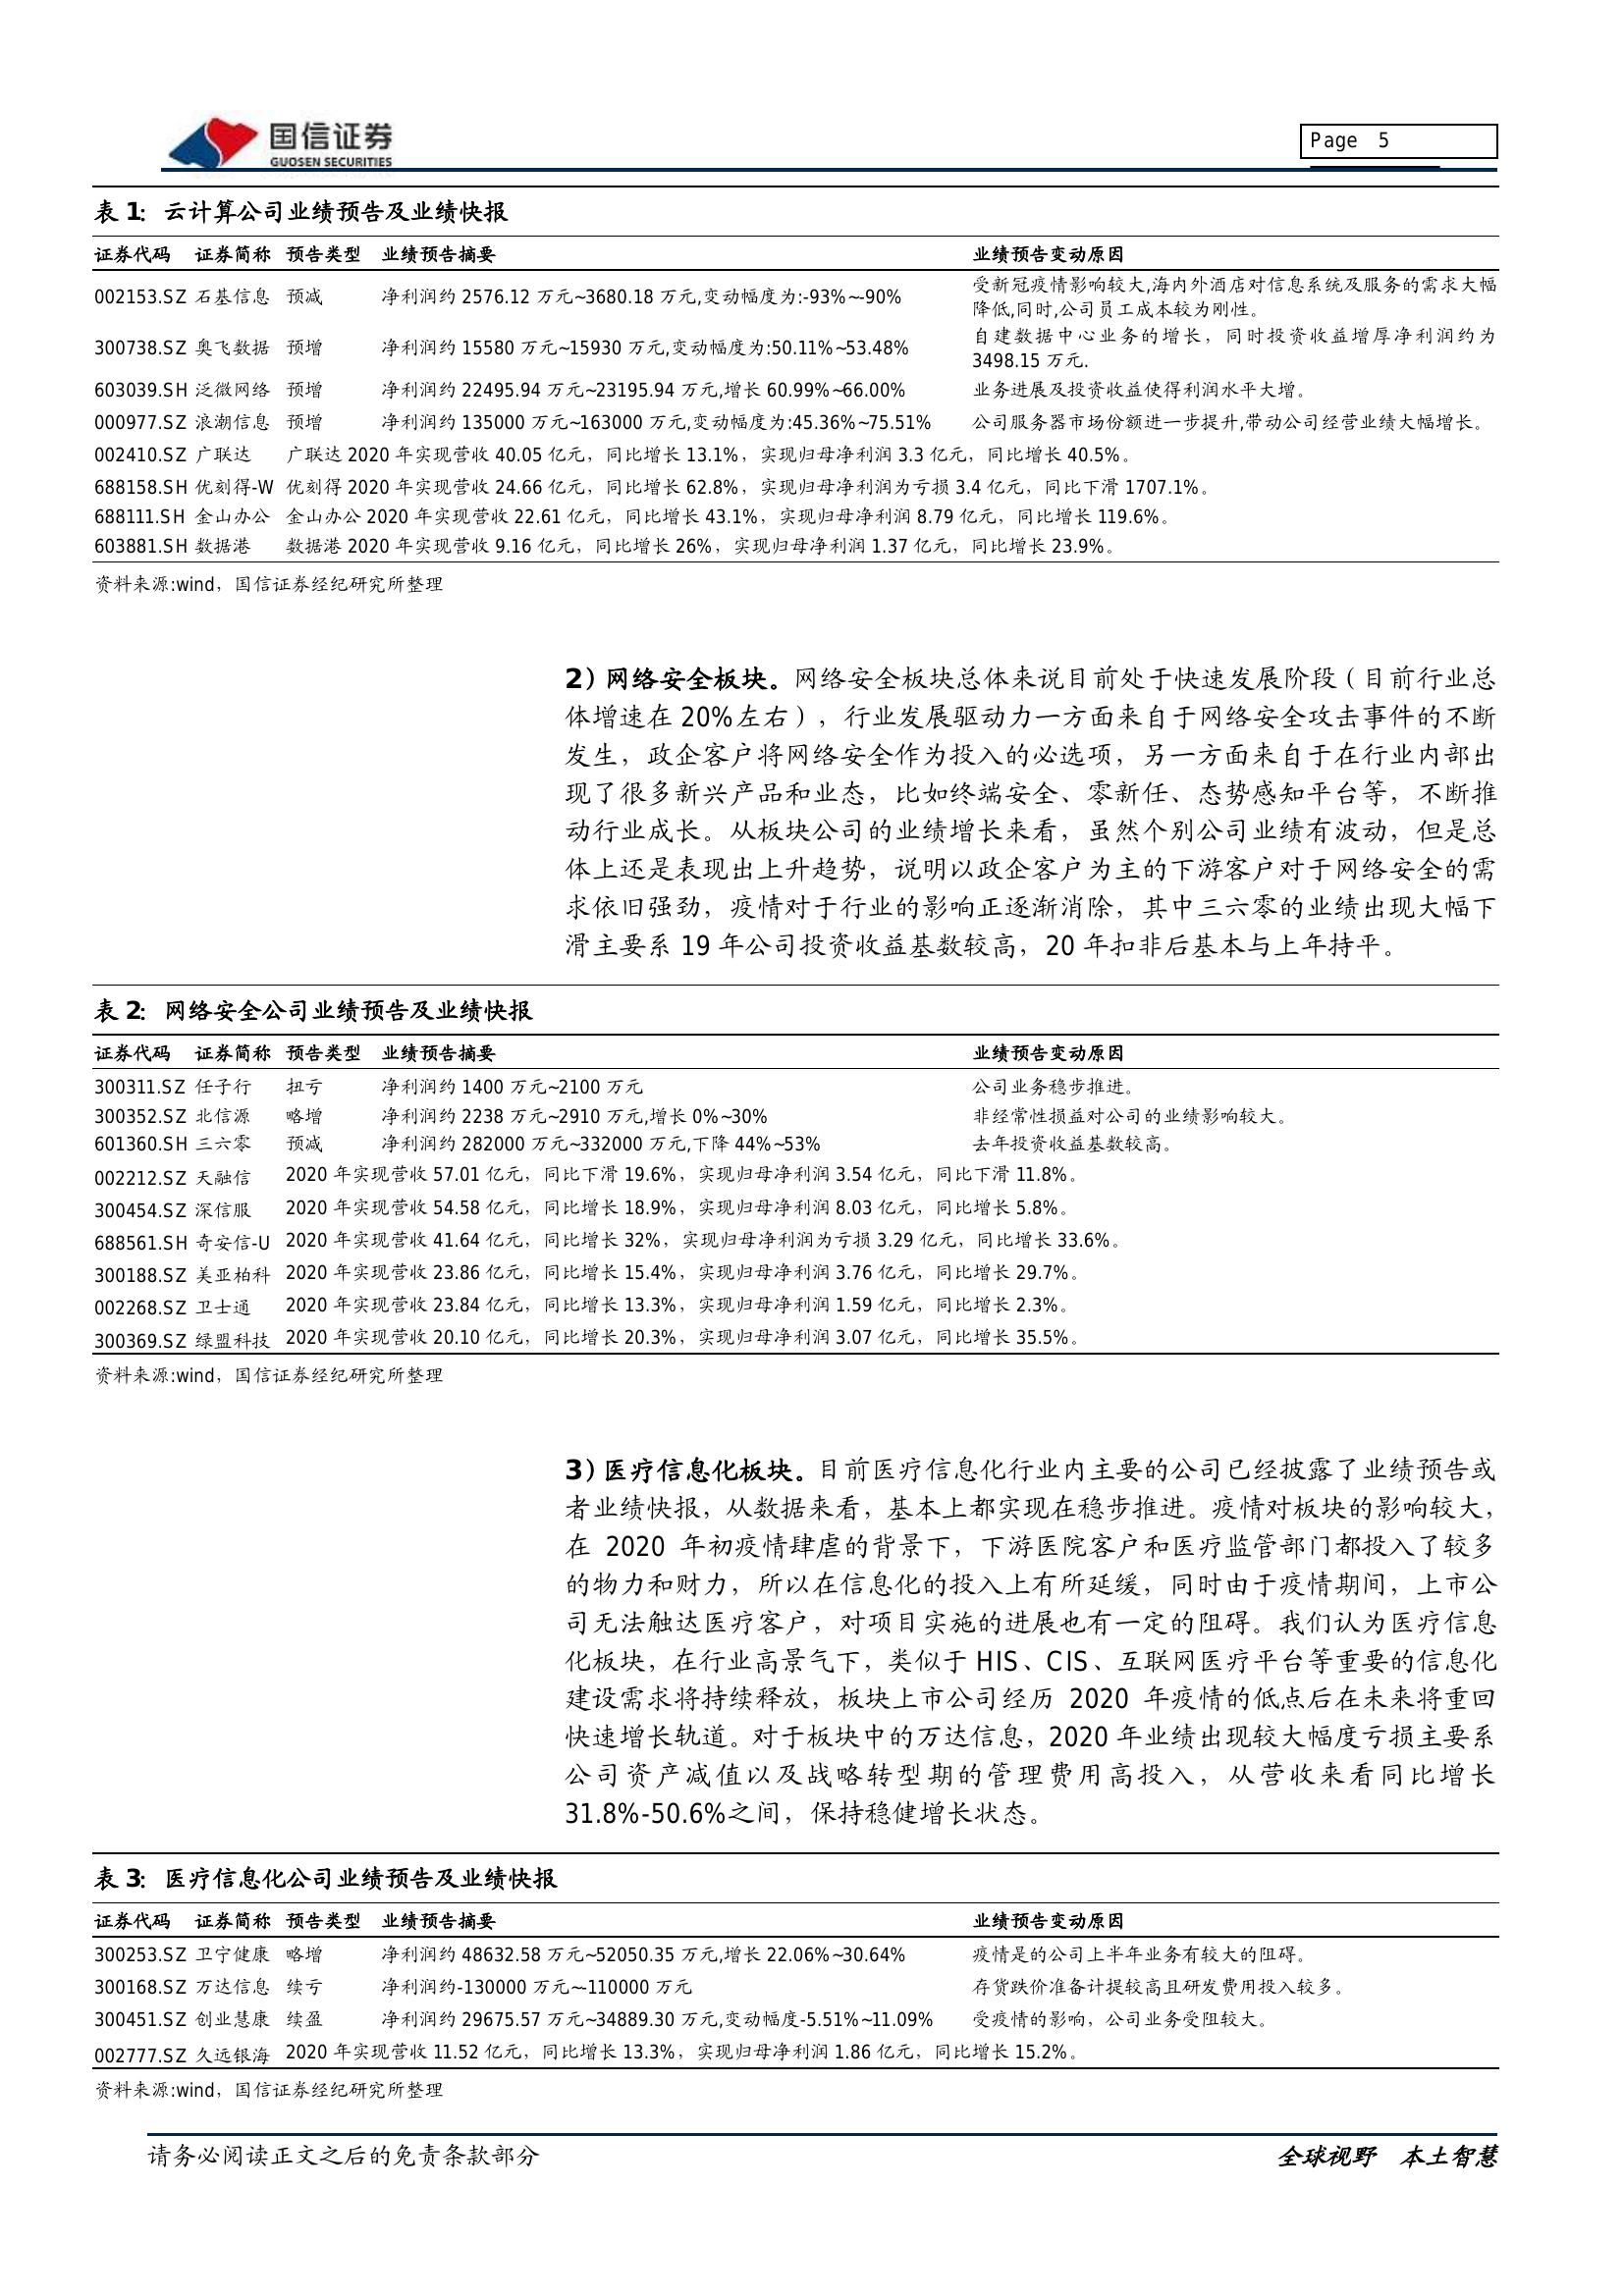 国信证券
GUOSEN SECURITIES
Page 5
表 1: 云计算公司业绩预告及业绩快报
证券代码 证券简称 预告类型 业绩预告摘要 业绩预告变动原因
002153.SZ 石基信息 预减 净利润约 2576.12 万元~3680.18 万元,变动幅度为:-93%~-90% 受新冠疫情影响较大,海内外酒店对信息系统及服务的需求大幅
降低,同时,公司员工成本较为刚性。
300738.SZ 奥飞数据 预增 净利润约 15580 万元~15930 万元,变动幅度为:50.11%~53.48% 自建数据中心业务的增长，同时投资收益增厚净利润约为
3498.15 万元.
603039.SH 泛微网络 预增 净利润约 22495.94 万元~23195.94 万元,增长 60.99%~66.00% 业务进展及投资收益使得利润水平大增。
000977.SZ 浪潮信息 预增 净利润约 135000 万元~163000 万元,变动幅度为:45.36%~75.51% 公司服务器市场份额进一步提升,带动公司经营业绩大幅增长。
002410.SZ 广联达 广联达 2020 年实现营收 40.05 亿元，同比增长 13.1%，实现归母净利润 3.3 亿元，同比增长 40.5%。
688158.SH 优刻得-W 优刻得 2020 年实现营收 24.66 亿元，同比增长 62.8%，实现归母净利润为亏损 3.4 亿元，同比下滑 1707.1%。
688111.SH 金山办公 金山办公 2020 年实现营收 22.61 亿元，同比增长 43.1%，实现归母净利润 8.79 亿元，同比增长 119.6%。
603881.SH 数据港 数据港 2020 年实现营收 9.16 亿元，同比增长 26%，实现归母净利润 1.37 亿元，同比增长 23.9%。
资料来源:wind，国信证券经纪研究所整理
2）网络安全板块。网络安全板块总体来说目前处于快速发展阶段（目前行业总
体增速在 20%左右），行业发展驱动力一方面来自于网络安全攻击事件的不断
发生，政企客户将网络安全作为投入的必选项，另一方面来自于在行业内部出
现了很多新兴产品和业态，比如终端安全、零新任、态势感知平台等，不断推
动行业成长。从板块公司的业绩增长来看，虽然个别公司业绩有波动，但是总
体上还是表现出上升趋势，说明以政企客户为主的下游客户对于网络安全的需
求依旧强劲，疫情对于行业的影响正逐渐消除，其中三六零的业绩出现大幅下
滑主要系 19 年公司投资收益基数较高，20 年扣非后基本与上年持平。
表 2: 网络安全公司业绩预告及业绩快报
证券代码 证券简称 预告类型 业绩预告摘要 业绩预告变动原因
300311.SZ 任子行 扭亏 净利润约 1400 万元~2100 万元 公司业务稳步推进。
300352.SZ 北信源 略增 净利润约 2238 万元~2910 万元,增长 0%~30% 非经常性损益对公司的业绩影响较大。
601360.SH 三六零 预减 净利润约 282000 万元~332000 万元,下降 44%~53% 去年投资收益基数较高。
002212.SZ 天融信 2020 年实现营收 57.01 亿元，同比下滑 19.6%，实现归母净利润 3.54 亿元，同比下滑 11.8%。
300454.SZ 深信服 2020 年实现营收 54.58 亿元，同比增长 18.9%，实现归母净利润 8.03 亿元，同比增长 5.8%。
688561.SH 奇安信-U 2020 年实现营收 41.64 亿元，同比增长 32%，实现归母净利润为亏损 3.29 亿元，同比增长 33.6%。
300188.SZ 美亚柏科 2020 年实现营收 23.86 亿元，同比增长 15.4%，实现归母净利润 3.76 亿元，同比增长 29.7%。
002268.SZ 卫士通 2020 年实现营收 23.84 亿元，同比增长 13.3%，实现归母净利润 1.59 亿元，同比增长 2.3%。
300369.SZ 绿盟科技 2020 年实现营收 20.10 亿元，同比增长 20.3%，实现归母净利润 3.07 亿元，同比增长 35.5%。
资料来源:wind，国信证券经纪研究所整理
3）医疗信息化板块。目前医疗信息化行业内主要的公司已经披露了业绩预告或
者业绩快报，从数据来看，基本上都实现在稳步推进。疫情对板块的影响较大，
在 2020 年初疫情肆虐的背景下，下游医院客户和医疗监管部门都投入了较多
的物力和财力，所以在信息化的投入上有所延缓，同时由于疫情期间，上市公
司无法触达医疗客户，对项目实施的进展也有一定的阻碍。我们认为医疗信息
化板块，在行业高景气下，类似于 HIS、CIS、互联网医疗平台等重要的信息化
建设需求将持续释放，板块上市公司经历 2020 年疫情的低点后在未来将重回
快速增长轨道。对于板块中的万达信息，2020 年业绩出现较大幅度亏损主要系
公司资产减值以及战略转型期的管理费用高投入，从营收来看同比增长
31.8%-50.6%之间，保持稳健增长状态。
表 3: 医疗信息化公司业绩预告及业绩快报
证券代码 证券简称 预告类型 业绩预告摘要 业绩预告变动原因
300253.SZ 卫宁健康 略增 净利润约 48632.58 万元~52050.35 万元,增长 22.06%~30.64% 疫情是的公司上半年业务有较大的阻碍。
300168.SZ 万达信息 续亏 净利润约-130000 万元~-110000 万元 存货跌价准备计提较高且研发费用投入较多。
300451.SZ 创业慧康 续盈 净利润约 29675.57 万元~34889.30 万元,变动幅度-5.51%~11.09% 受疫情的影响，公司业务受阻较大。
002777.SZ 久远银海 2020 年实现营收 11.52 亿元，同比增长 13.3%，实现归母净利润 1.86 亿元，同比增长 15.2%。
资料来源:wind，国信证券经纪研究所整理
请务必阅读正文之后的免责条款部分
全球视野 本土智慧